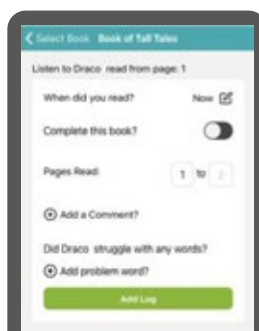 Select Book Book of Tall Tales
Listen to Draco read from page: 1
When did you read? Now
Complete this book?
Pages Read: 1 to 2
Add a Comment?
Did Draco struggle with any words?
Add problem word?
Add Log